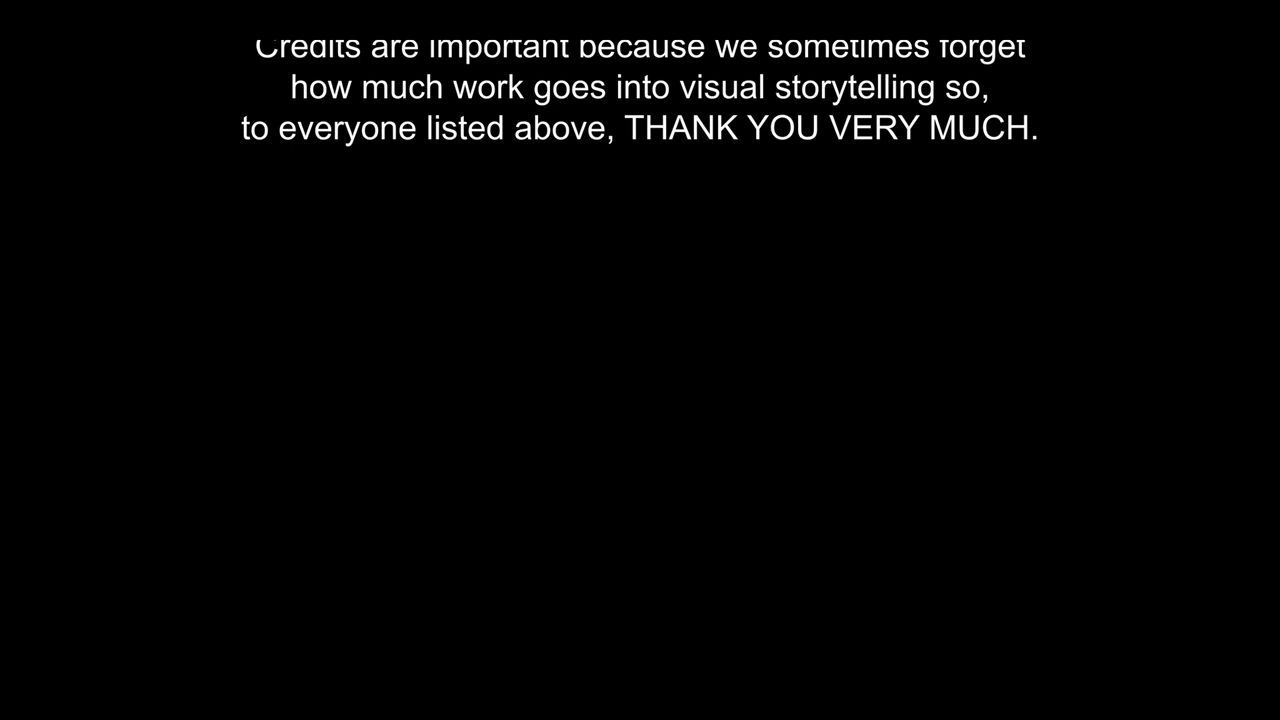 Credits are important because we sometimes forget
how much work goes into visual storytelling so,
to everyone listed above, THANK YOU VERY MUCH.